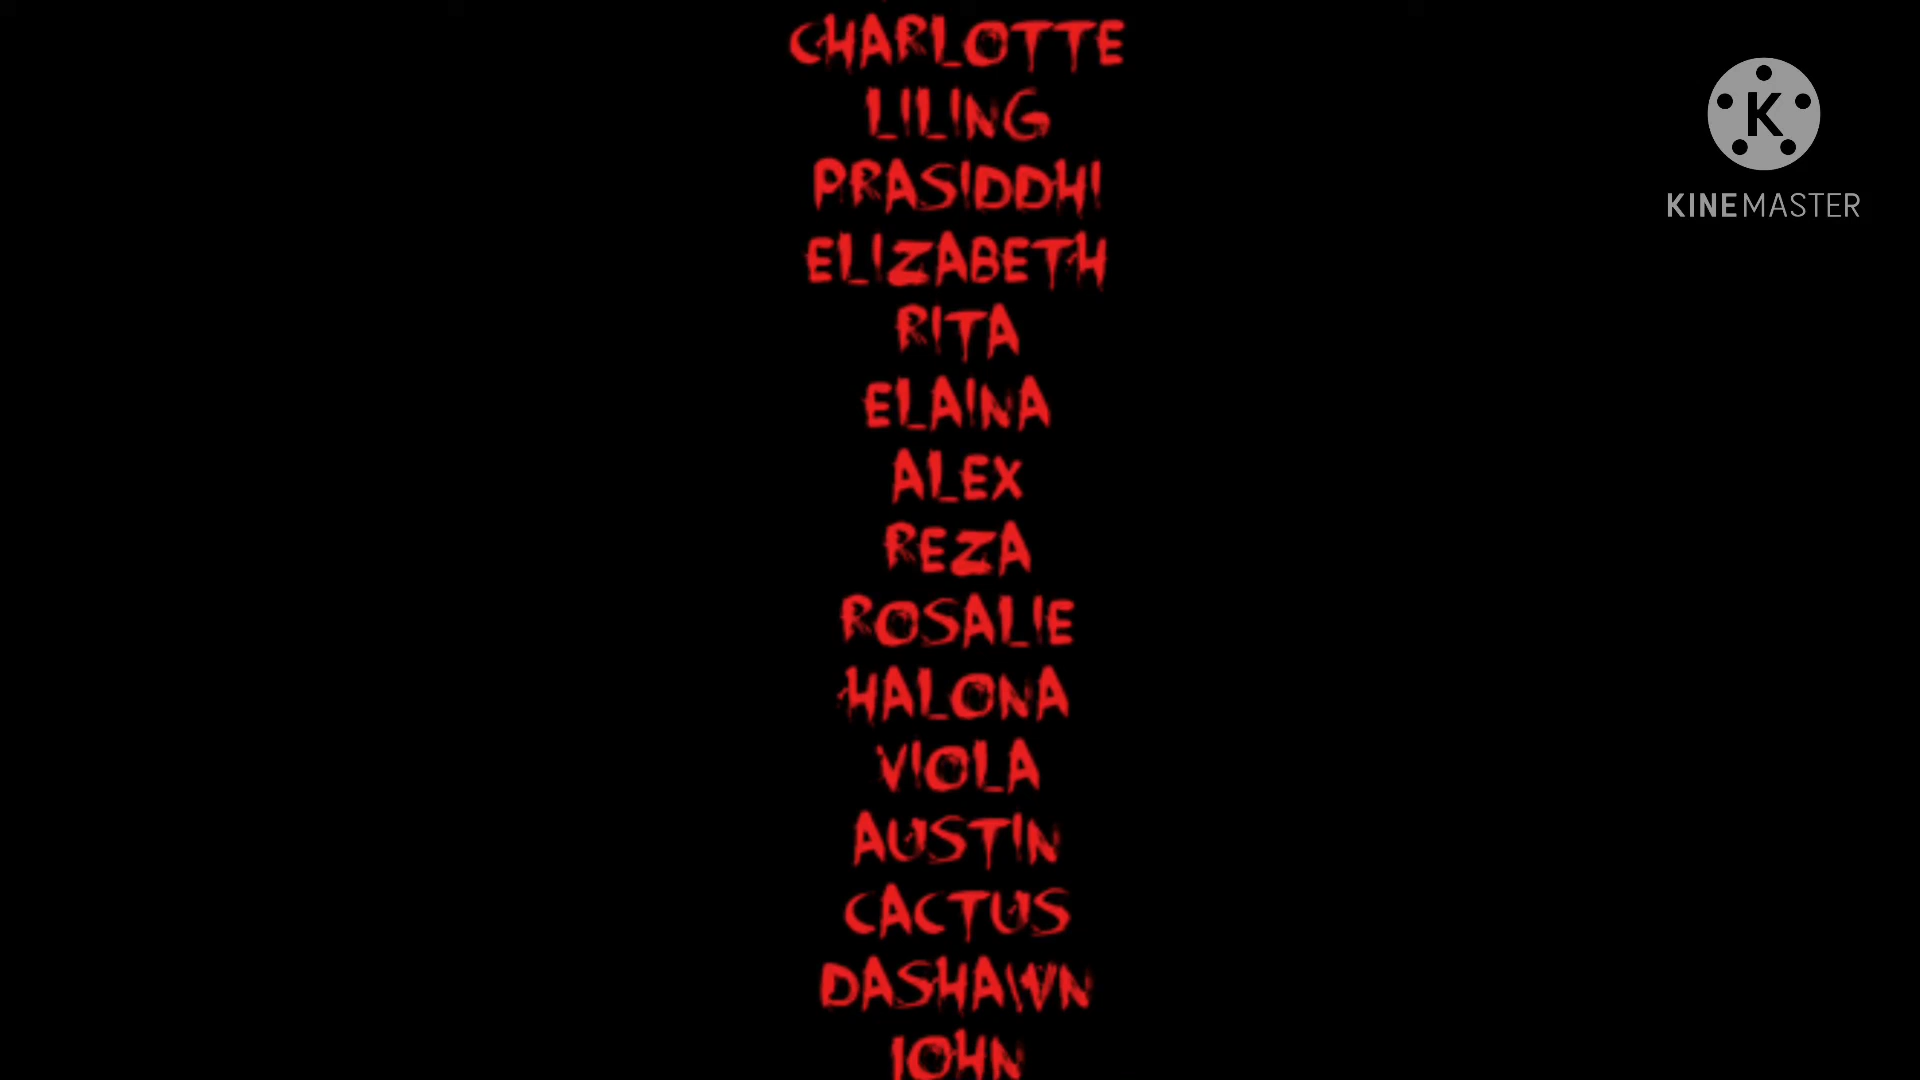 CHARLOTTE
LILING
PRASIDDHI
ELIZABETH
RITA
ELAINA
ALEX
REZA
ROSALIE
HALONA
VIOLA
AUSTIN
CACTUS
DASHAWN
JOHN
K
KINEMASTER